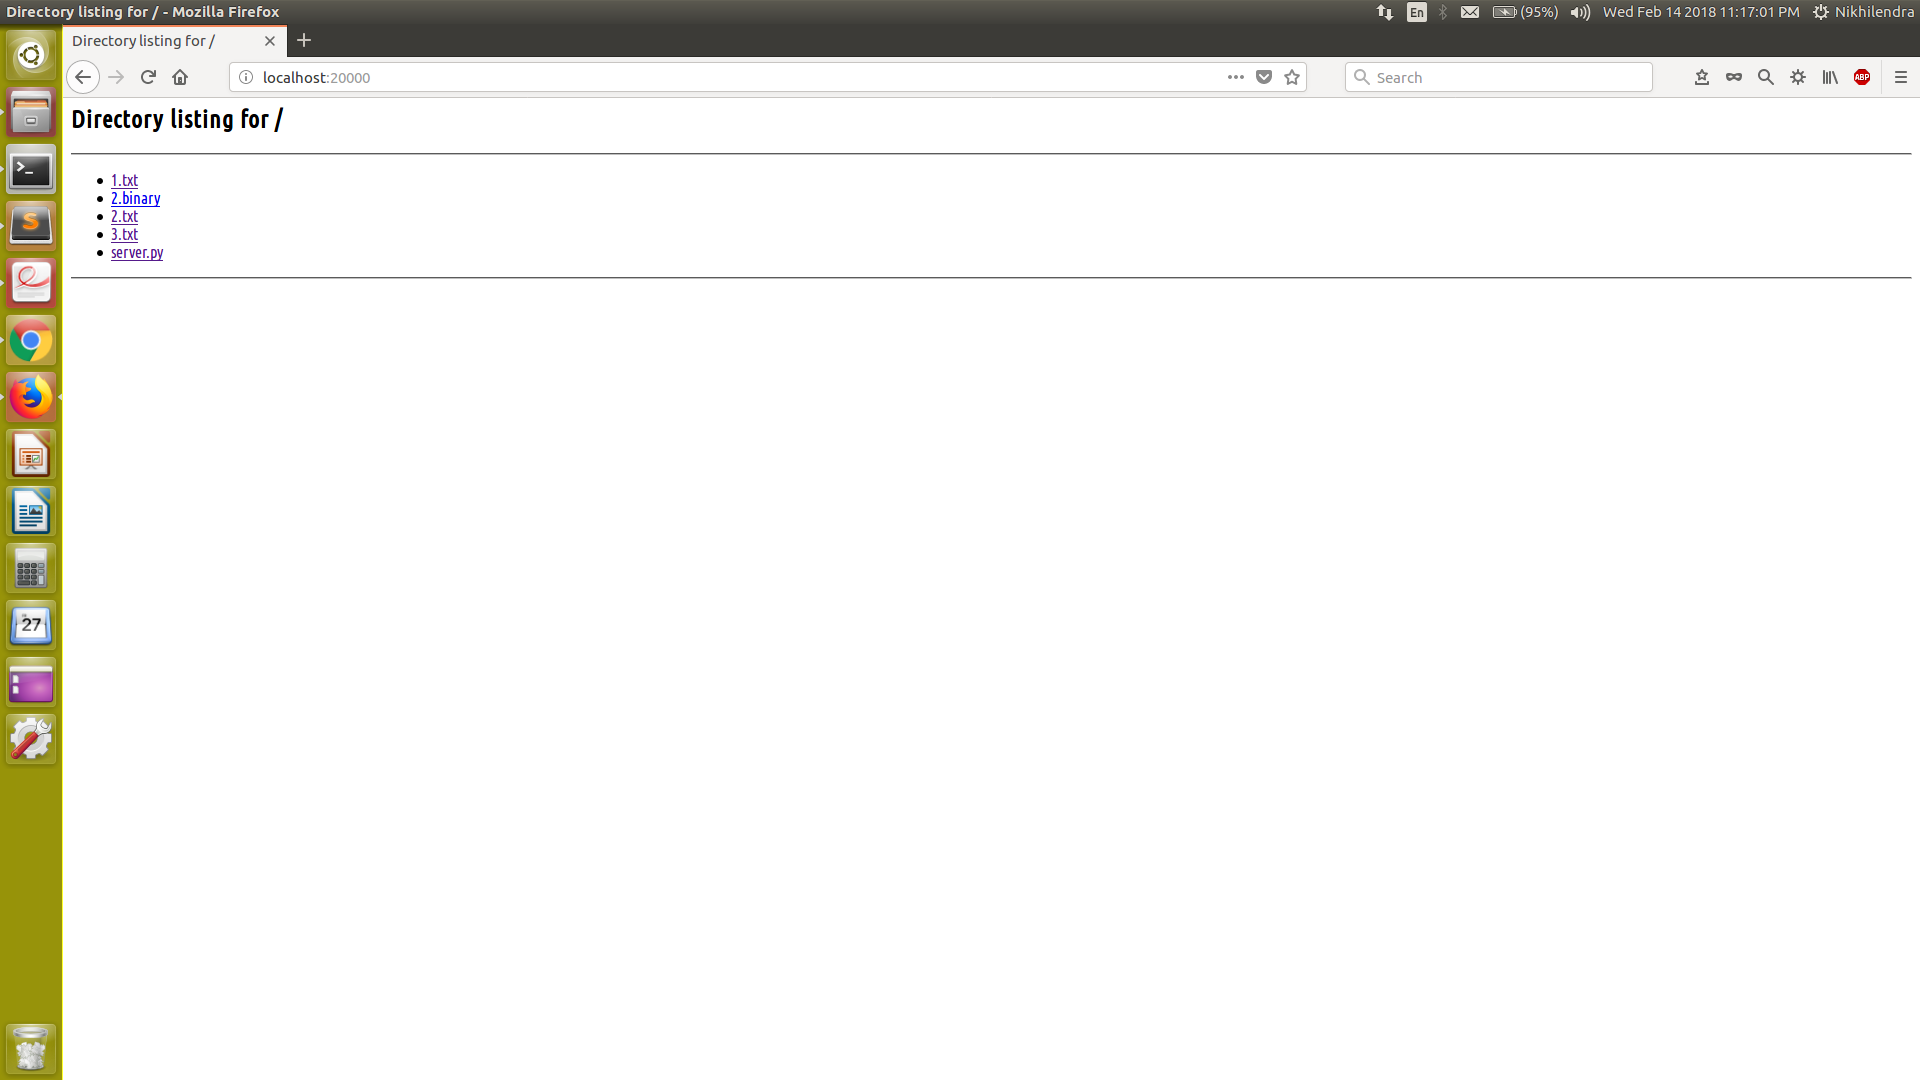 Directory listing for / - Mozilla Firefox
En
(95%)
Wed Feb 14 2018 11:17:01 PM
Nikhilendra
Directory listing for /
localhost:20000
Search
ABP
Directory listing for /
1.txt
2.binary
2.txt
3.txt
server.py
>_
S
27